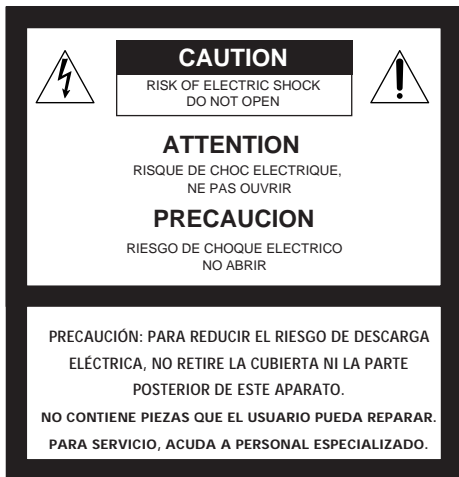 CAUTION
RISK OF ELECTRIC SHOCK
DO NOT OPEN
ATTENTION
RISQUE DE CHOC ELECTRIQUE,
NE PAS OUVRIR
PRECAUCION
RIESGO DE CHOQUE ELECTRICO
NO ABRIR
PRECAUCIÓN: PARA REDUCIR EL RIESGO DE DESCARGA
ELÉCTRICA, NO RETIRE LA CUBIERTA NI LA PARTE
POSTERIOR DE ESTE APARATO.
NO CONTIENE PIEZAS QUE EL USUARIO PUEDA REPARAR.
PARA SERVICIO, ACUDA A PERSONAL ESPECIALIZADO.